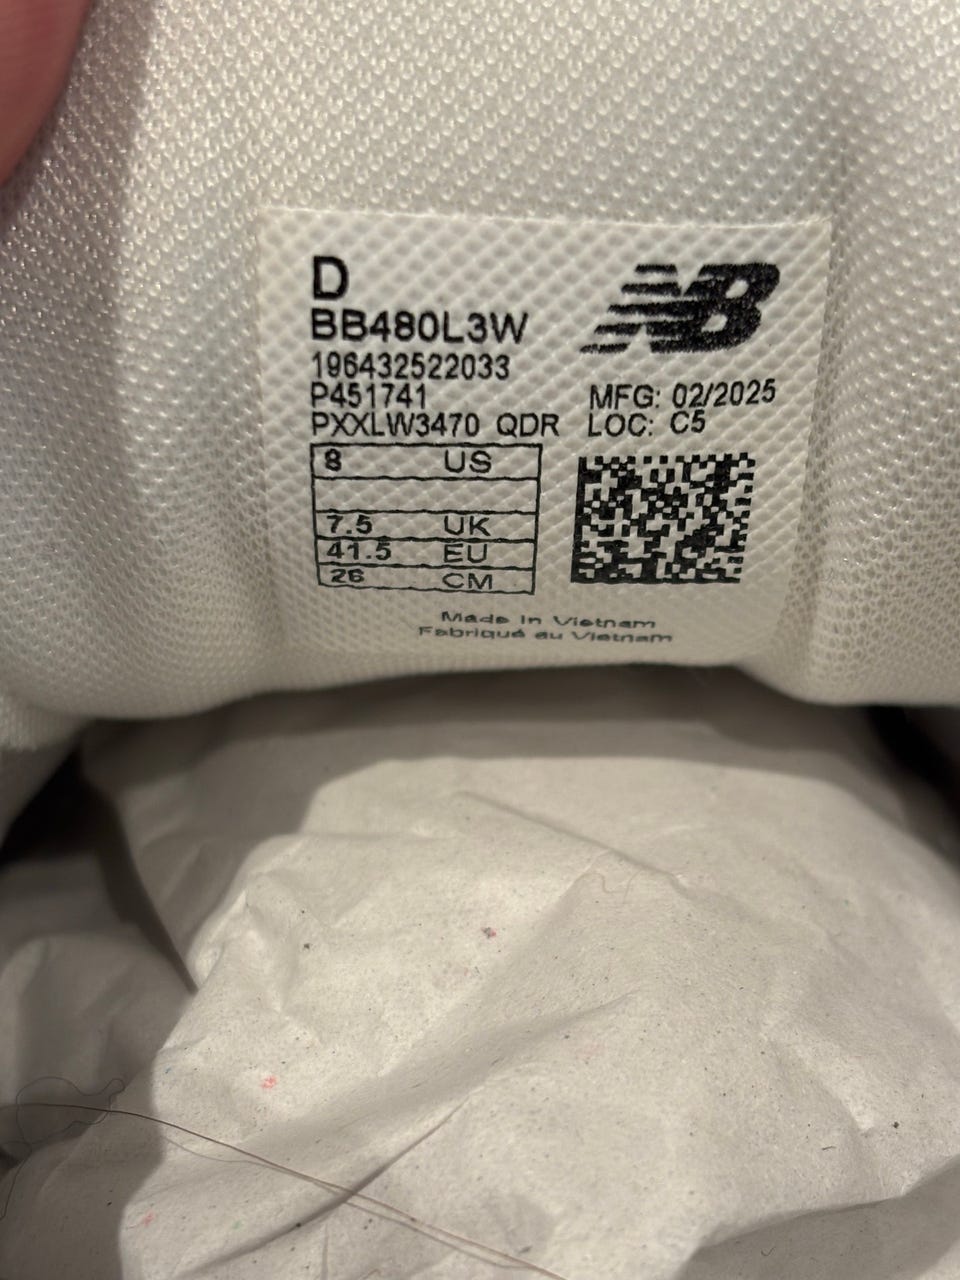 D
NB
BB480L3W
196432522033
P451741
MFG: 02/2025
PXXLW3470 QDR
LOC: C5
8 US
7.5 UK
41.5 EU
26 CM
Made in Vietnam
Fabriqué au Vietnam